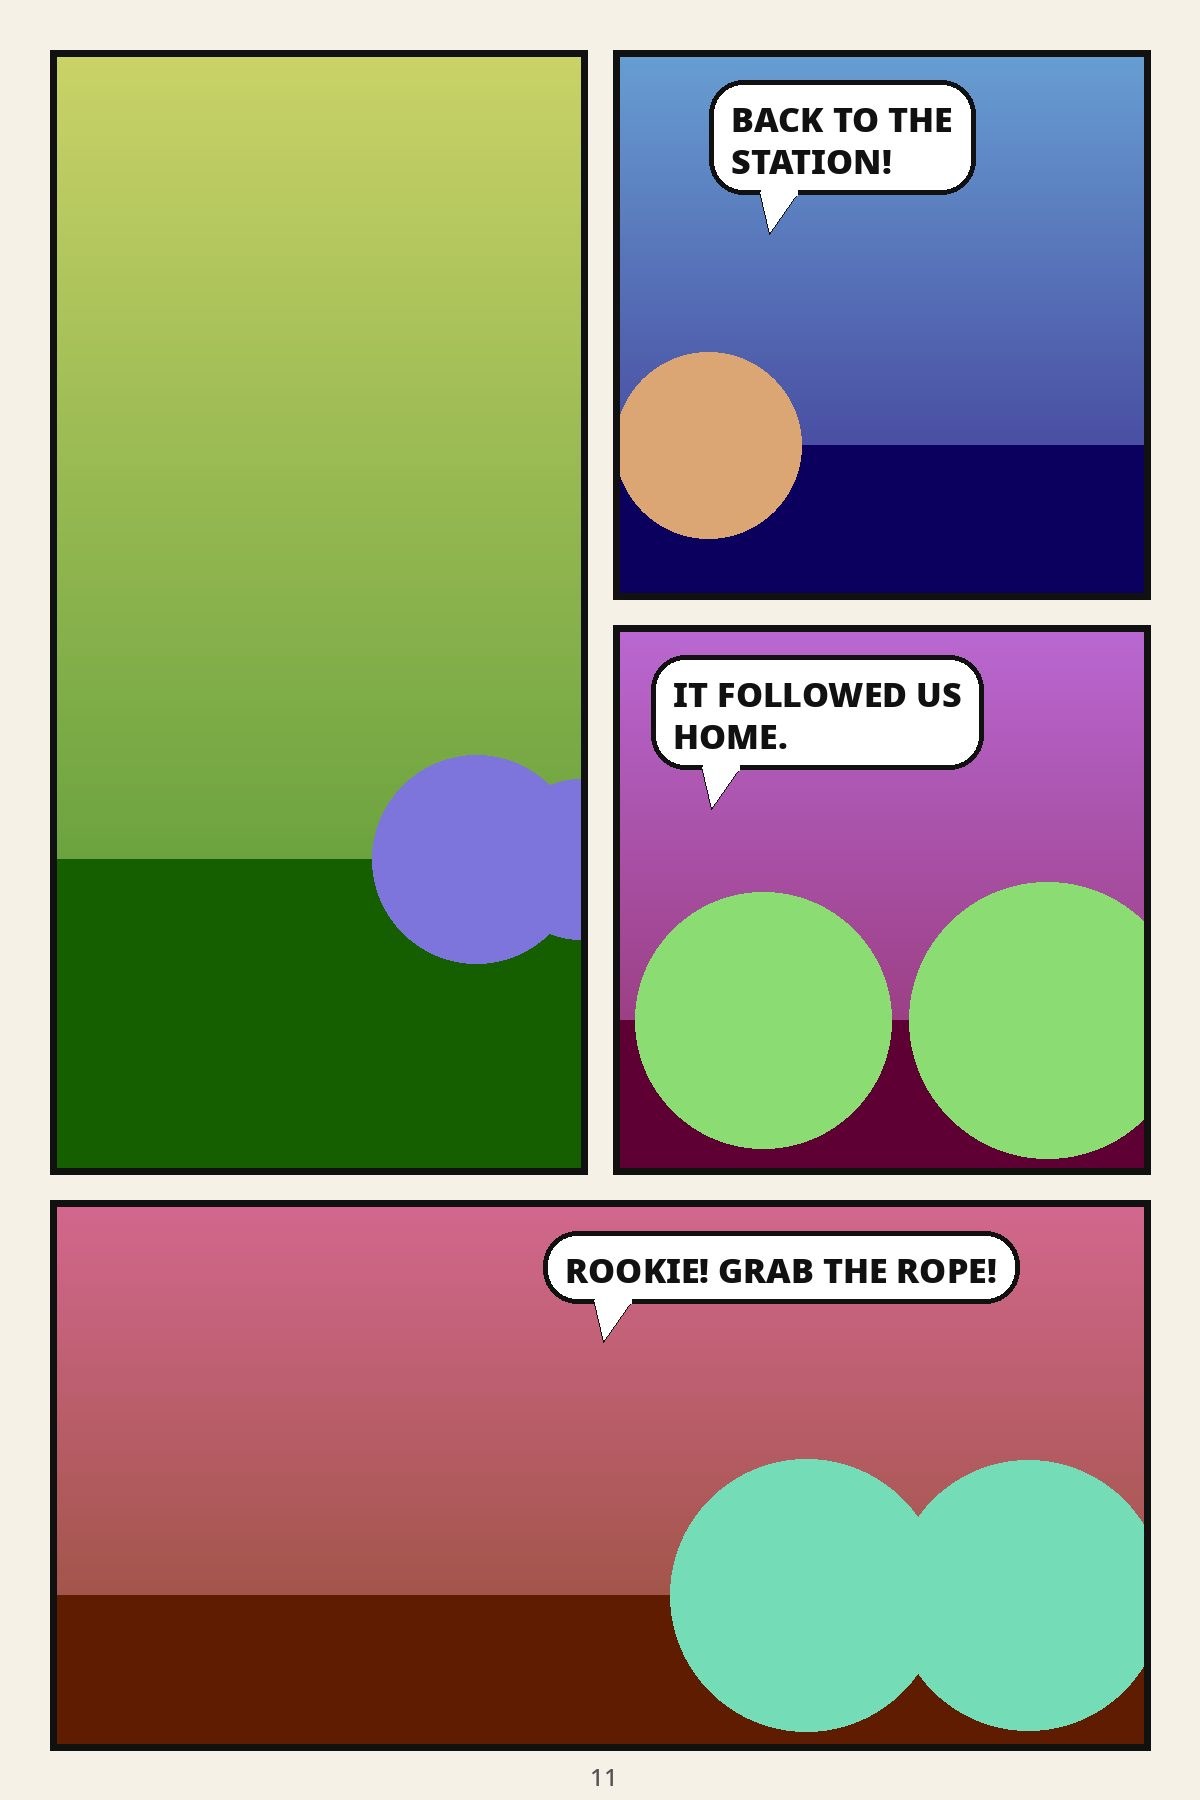 BACK TO THE
STATION!
IT FOLLOWED US
HOME.
ROOKIE! GRAB THE ROPE!
11